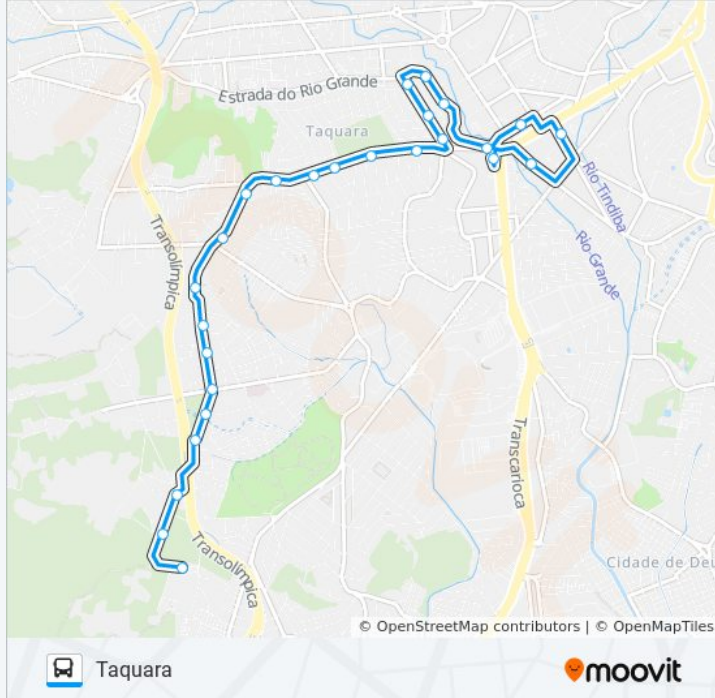 Estrada do Rio Grande
Taquara
Rio Tindiba
Rio Grande
Transolímpica
Transcarioca
Transolímpica
Cidade de Deu
© OpenStreetMap contributors | © OpenMapTiles
Taquara
moovit